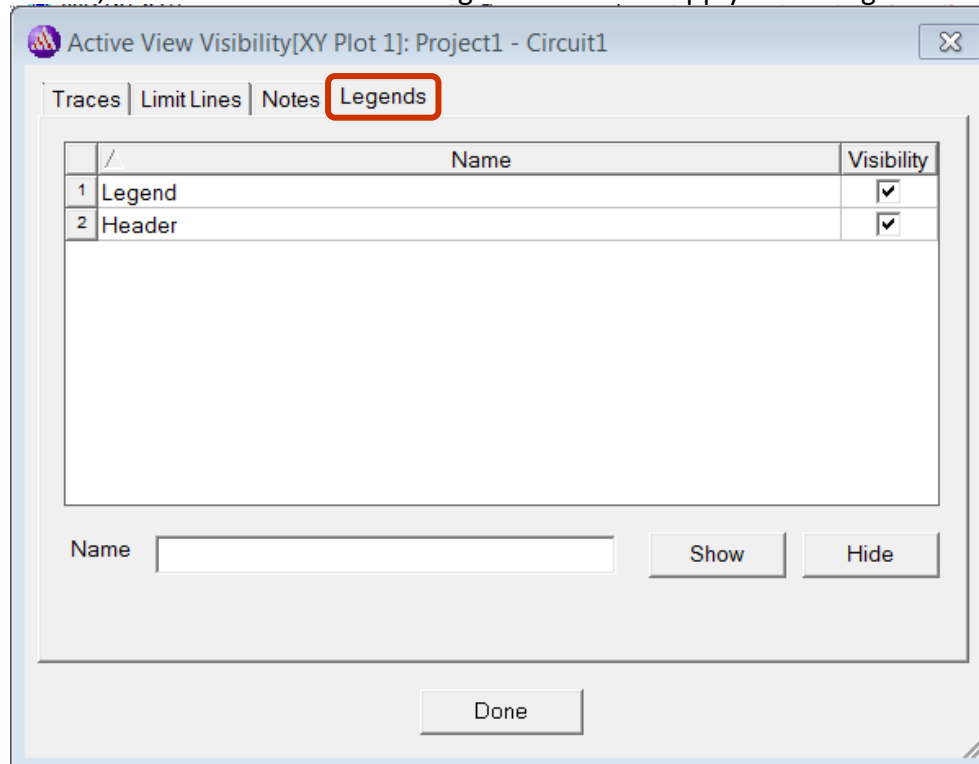 Active View Visibility[XY Plot 1]: Project1 - Circuit1
Traces Limit Lines Notes Legends
Name Visibility
1 Legend
2 Header
Name Show Hide
Done